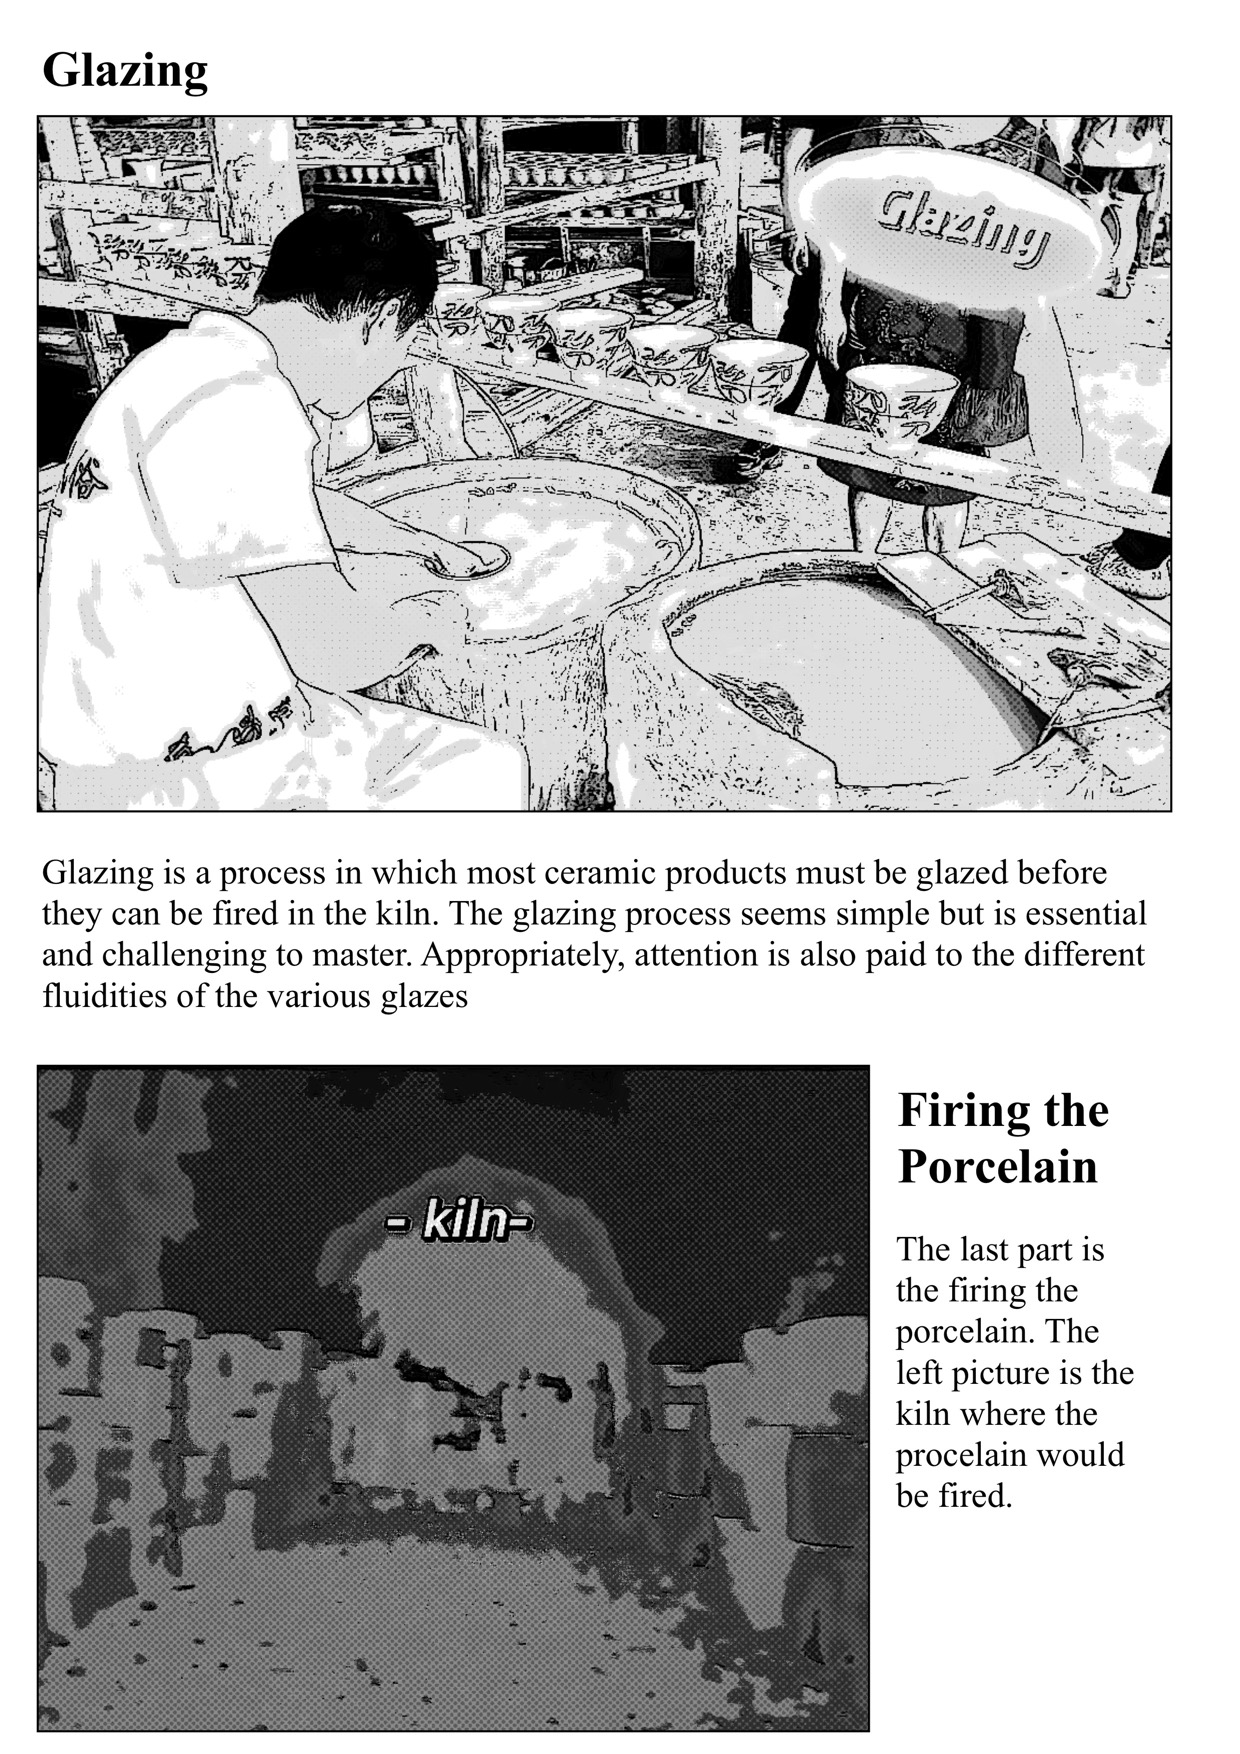 Glazing
Glazing
Glazing is a process in which most ceramic products must be glazed before
they can be fired in the kiln. The glazing process seems simple but is essential
and challenging to master. Appropriately, attention is also paid to the different
fluidities of the various glazes
- kiln-
Firing the
Porcelain
The last part is
the firing the
porcelain. The
left picture is the
kiln where the
procelain would
be fired.